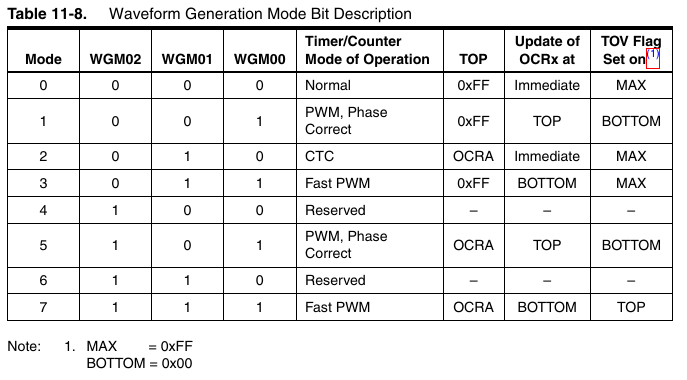 Table 11-8. Waveform Generation Mode Bit Description
Mode WGM02 WGM01 WGM00 Timer/Counter Mode of Operation TOP Update of OCRx at TOV Flag Set on(1)
0 0 0 0 Normal 0xFF Immediate MAX
1 0 0 1 PWM, Phase Correct 0xFF TOP BOTTOM
2 0 1 0 CTC OCRA Immediate MAX
3 0 1 1 Fast PWM 0xFF BOTTOM MAX
4 1 0 0 Reserved – – –
5 1 0 1 PWM, Phase Correct OCRA TOP BOTTOM
6 1 1 0 Reserved – – –
7 1 1 1 Fast PWM OCRA BOTTOM TOP
Note: 1. MAX = 0xFF
BOTTOM = 0x00